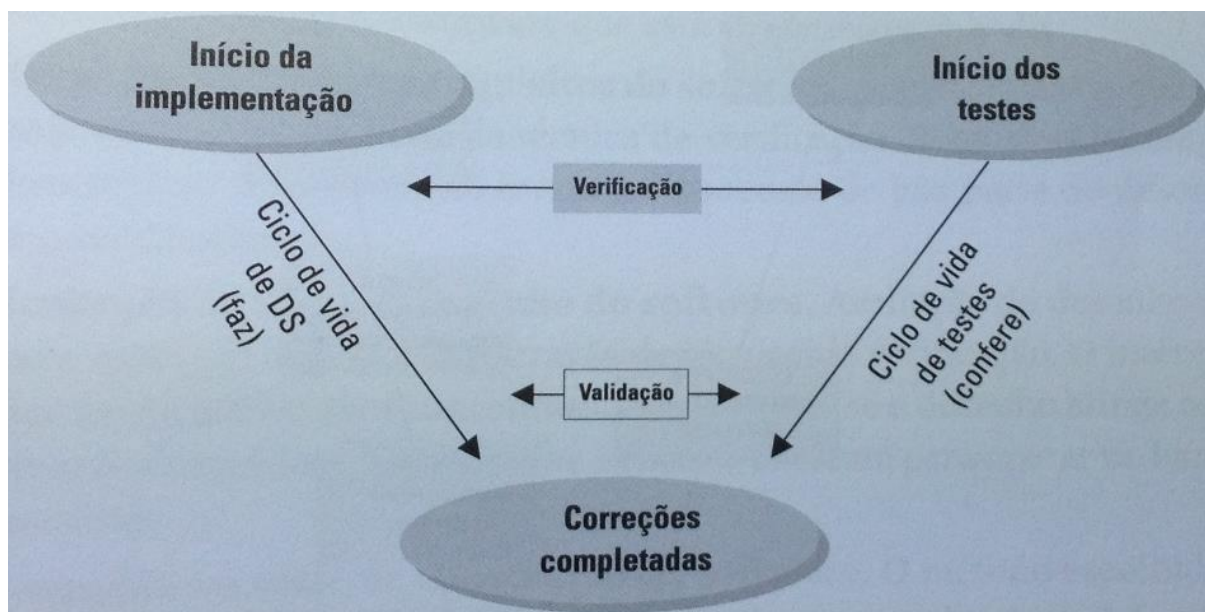 Início da
implementação
Início dos
testes
Verificação
Ciclo de vida
de DS
(faz)
Ciclo de vida
de testes
(confere)
Validação
Correções
completadas